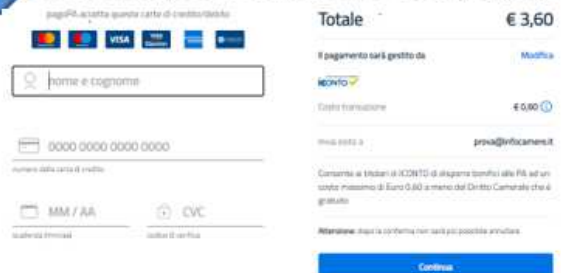 pagoPA accetta queste carte di credito/debito
VISA
nome e cognome
0000 0000 0000 0000
numero della carta di credito
MM / AA
CVC
scadenza (mm/aa)
codice di verifica
Totale
€ 3,60
Il pagamento sarà gestito da
Modifica
ICONTO
Costo transazione
€ 0,60
Invia esito a
prova@infocamere.it
Consente ai titolari di ICONTO di disporre bonifici alle PA ad un
costo massimo di Euro 0,60 a meno del Diritto Camerale che è
gratuito
Attenzione: dopo la conferma non sarà più possibile annullare.
Continua